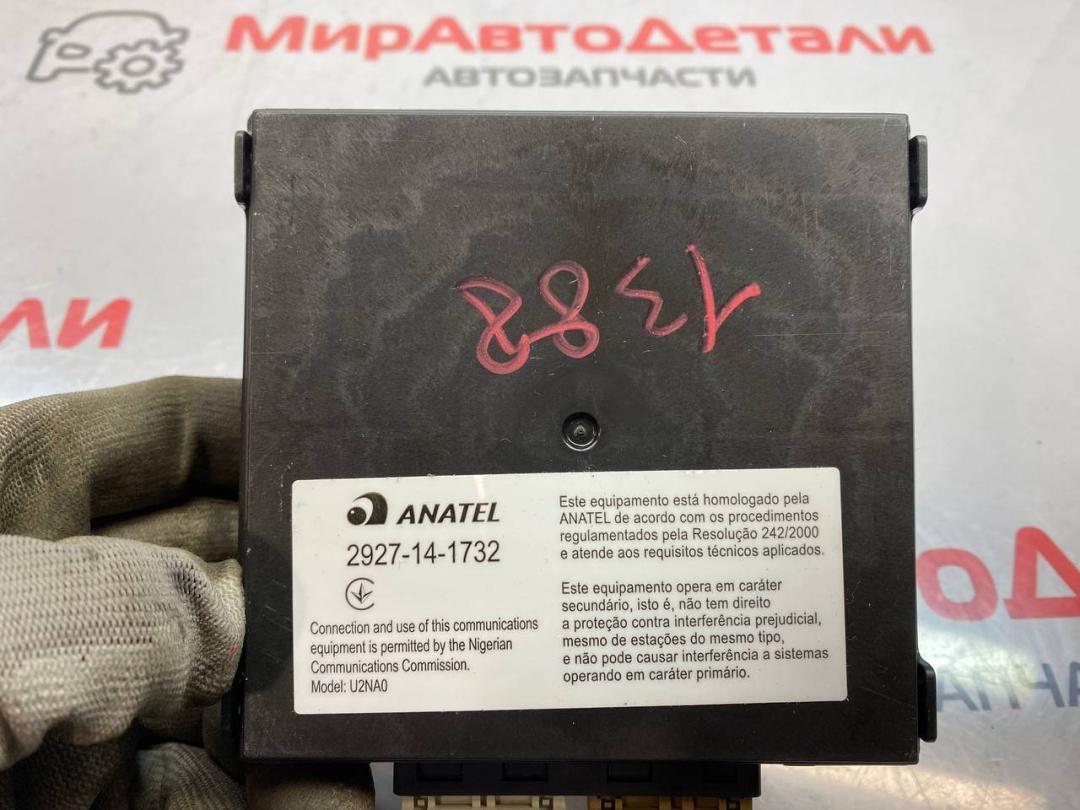 МирАвтоДетали
АВТОЗАПЧАСТИ
1388
ли
ANATEL
2927-14-1732
Connection and use of this communications
equipment is permitted by the Nigerian
Communications Commission.
Model: U2NA0
Este equipamento está homologado pela
ANATEL de acordo com os procedimentos
regulamentados pela Resolução 242/2000
e atende aos requisitos técnicos aplicados.
Este equipamento opera em caráter
secundário, isto é, não tem direito
a proteção contra interferência prejudicial,
mesmo de estações do mesmo tipo,
e não pode causar interferência a sistemas
operando em caráter primário.